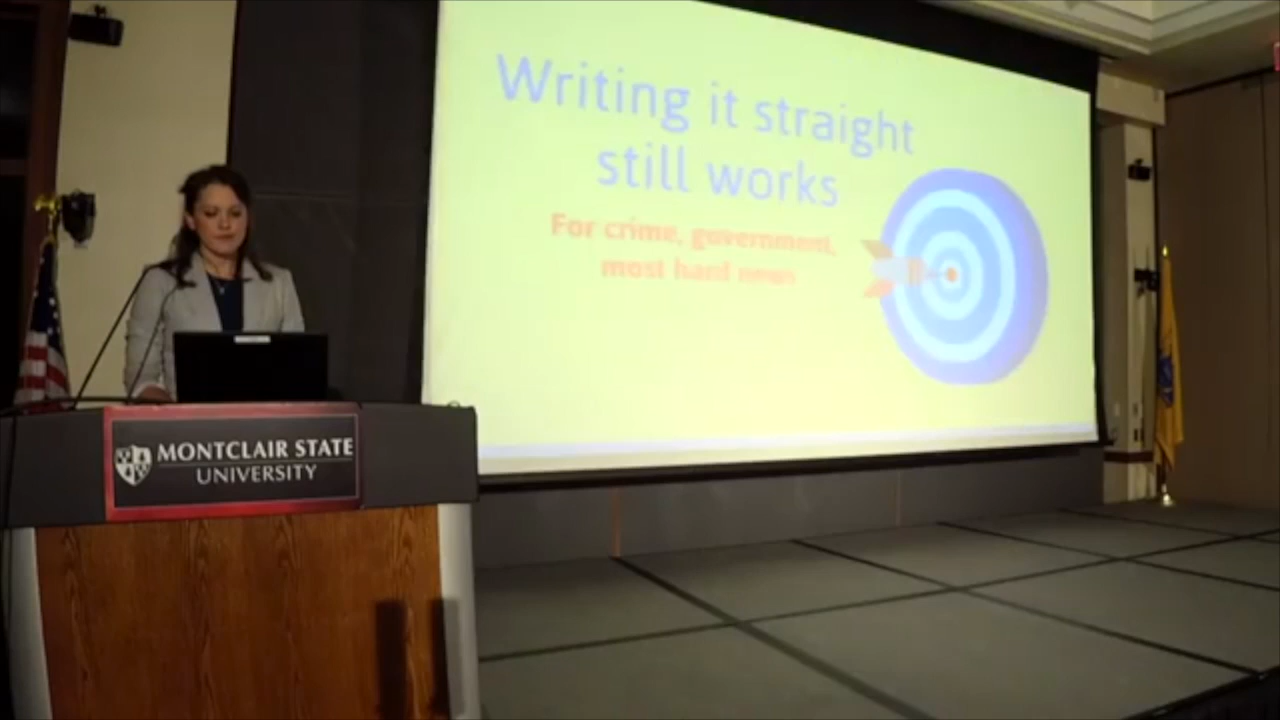 Writing it straight
still works
For crime, government,
most hard news
MONTCLAIR STATE
UNIVERSITY